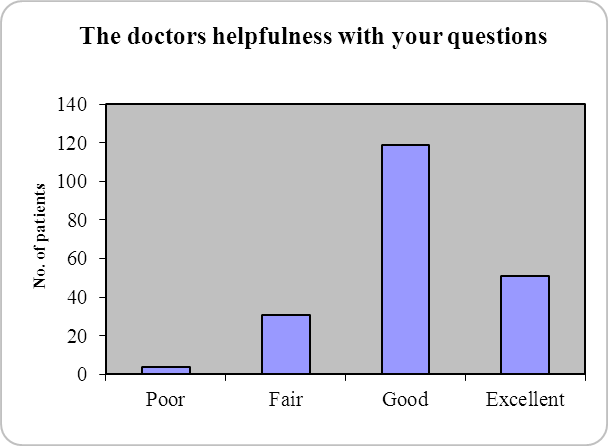 The doctors helpfulness with your questions
No. of patients
140
120
100
80
60
40
20
0
Poor Fair Good Excellent